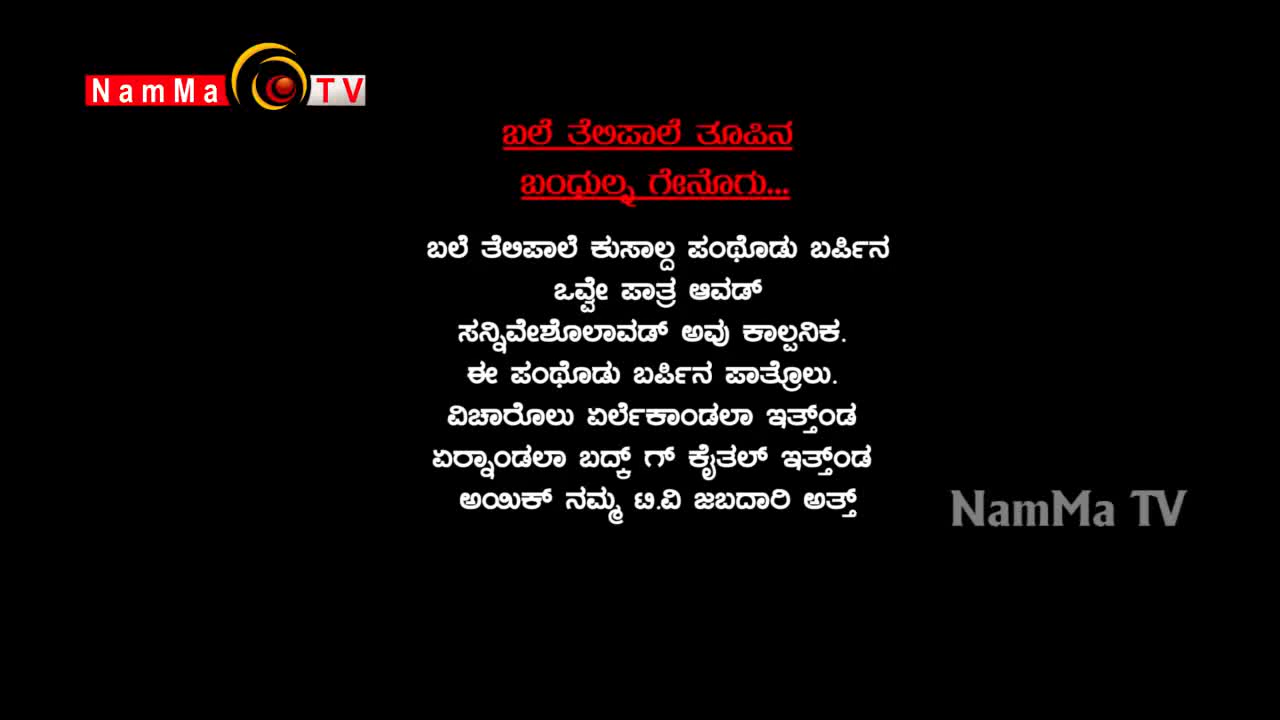 NamMa TV
ಬಲೆ ತೆಲಿಪಾಲೆ ತೂಪಿನ
ಬಂಧುಲ್ನ ಗೇನೊಗು...
ಬಲೆ ತೆಲಿಪಾಲೆ ಕುಸಾಲ್ದ ಪಂಥೊಡು ಬರ್ಪಿನ
ಒವ್ವೇ ಪಾತ್ರ ಆವಡ್
ಸನ್ನಿವೇಶೊಲಾವಡ್ ಅವು ಕಾಲ್ಪನಿಕ.
ಈ ಪಂಥೊಡು ಬರ್ಪಿನ ಪಾತ್ರೊಲು.
ವಿಚಾರೊಲು ಏರ್ಲೆಕಾಂಡಲಾ ಇತ್ತ್ಂಡ
ಏರ್‍ನಾಂಡಲಾ ಬದ್ಕ್ ಗ್ ಕೈತಲ್ ಇತ್ತ್ಂಡ
ಅಯಿಕ್ ನಮ್ಮ ಟಿ.ವಿ ಜಬದಾರಿ ಅತ್ತ್
NamMa TV